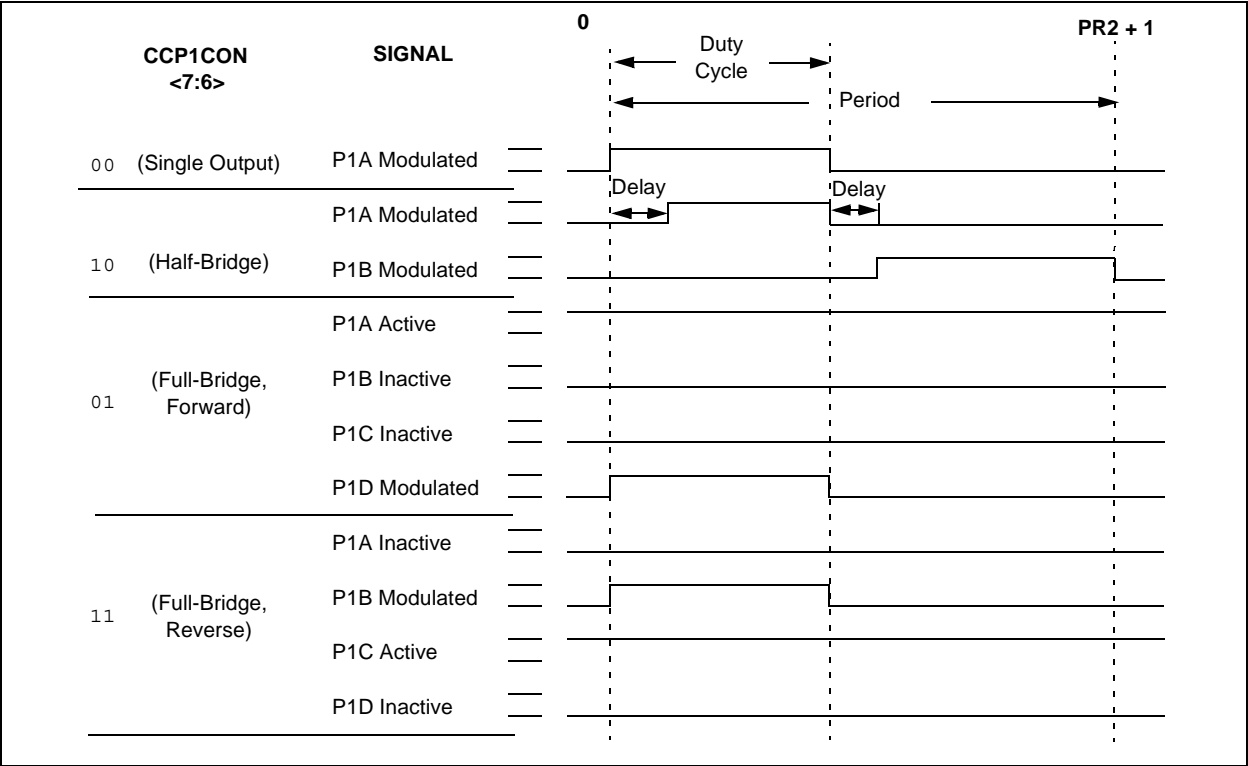 0
PR2 + 1
CCP1CON
<7:6>
SIGNAL
Duty
Cycle
Period
00
(Single Output)
P1A Modulated
Delay
Delay
P1A Modulated
10
(Half-Bridge)
P1B Modulated
P1A Active
P1B Inactive
01
(Full-Bridge,
Forward)
P1C Inactive
P1D Modulated
P1A Inactive
P1B Modulated
11
(Full-Bridge,
Reverse)
P1C Active
P1D Inactive